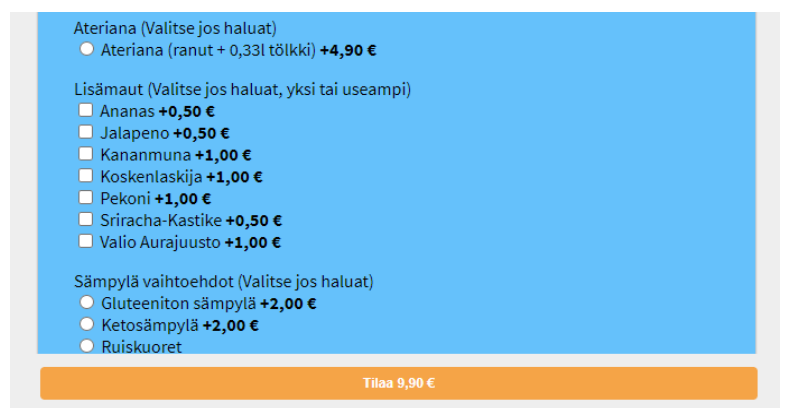 Ateriana (Valitse jos haluat)
Ateriana (ranut + 0,33l tölkki) +4,90 €
Lisämaut (Valitse jos haluat, yksi tai useampi)
Ananas +0,50 €
Jalapeno +0,50 €
Kananmuna +1,00 €
Koskenlaskija +1,00 €
Pekoni +1,00 €
Sriracha-Kastike +0,50 €
Valio Aurajuusto +1,00 €
Sämpylä vaihtoehdot (Valitse jos haluat)
Gluteeniton sämpylä +2,00 €
Ketosämpylä +2,00 €
Ruiskuoret
Tilaa 9,90 €